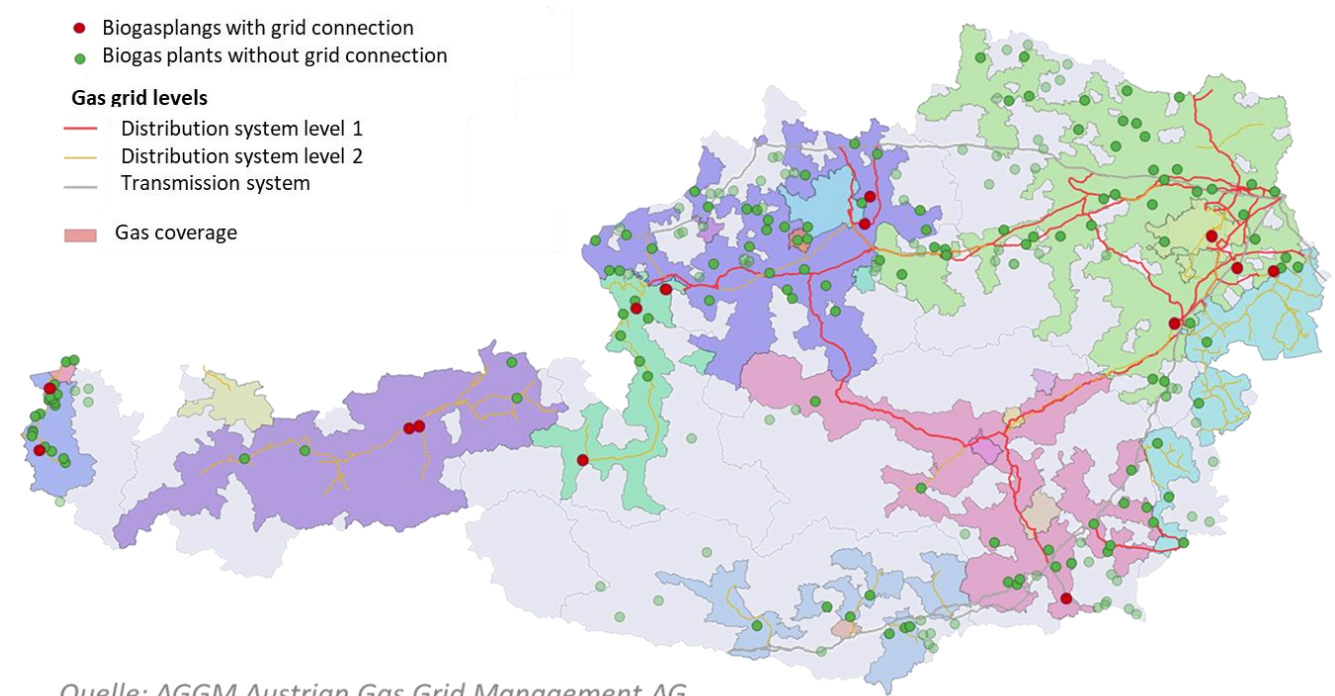 Biogasplangs with grid connection
Biogas plants without grid connection
Gas grid levels
Distribution system level 1
Distribution system level 2
Transmission system
Gas coverage
Quelle: AGGM Austrian Gas Grid Management AG